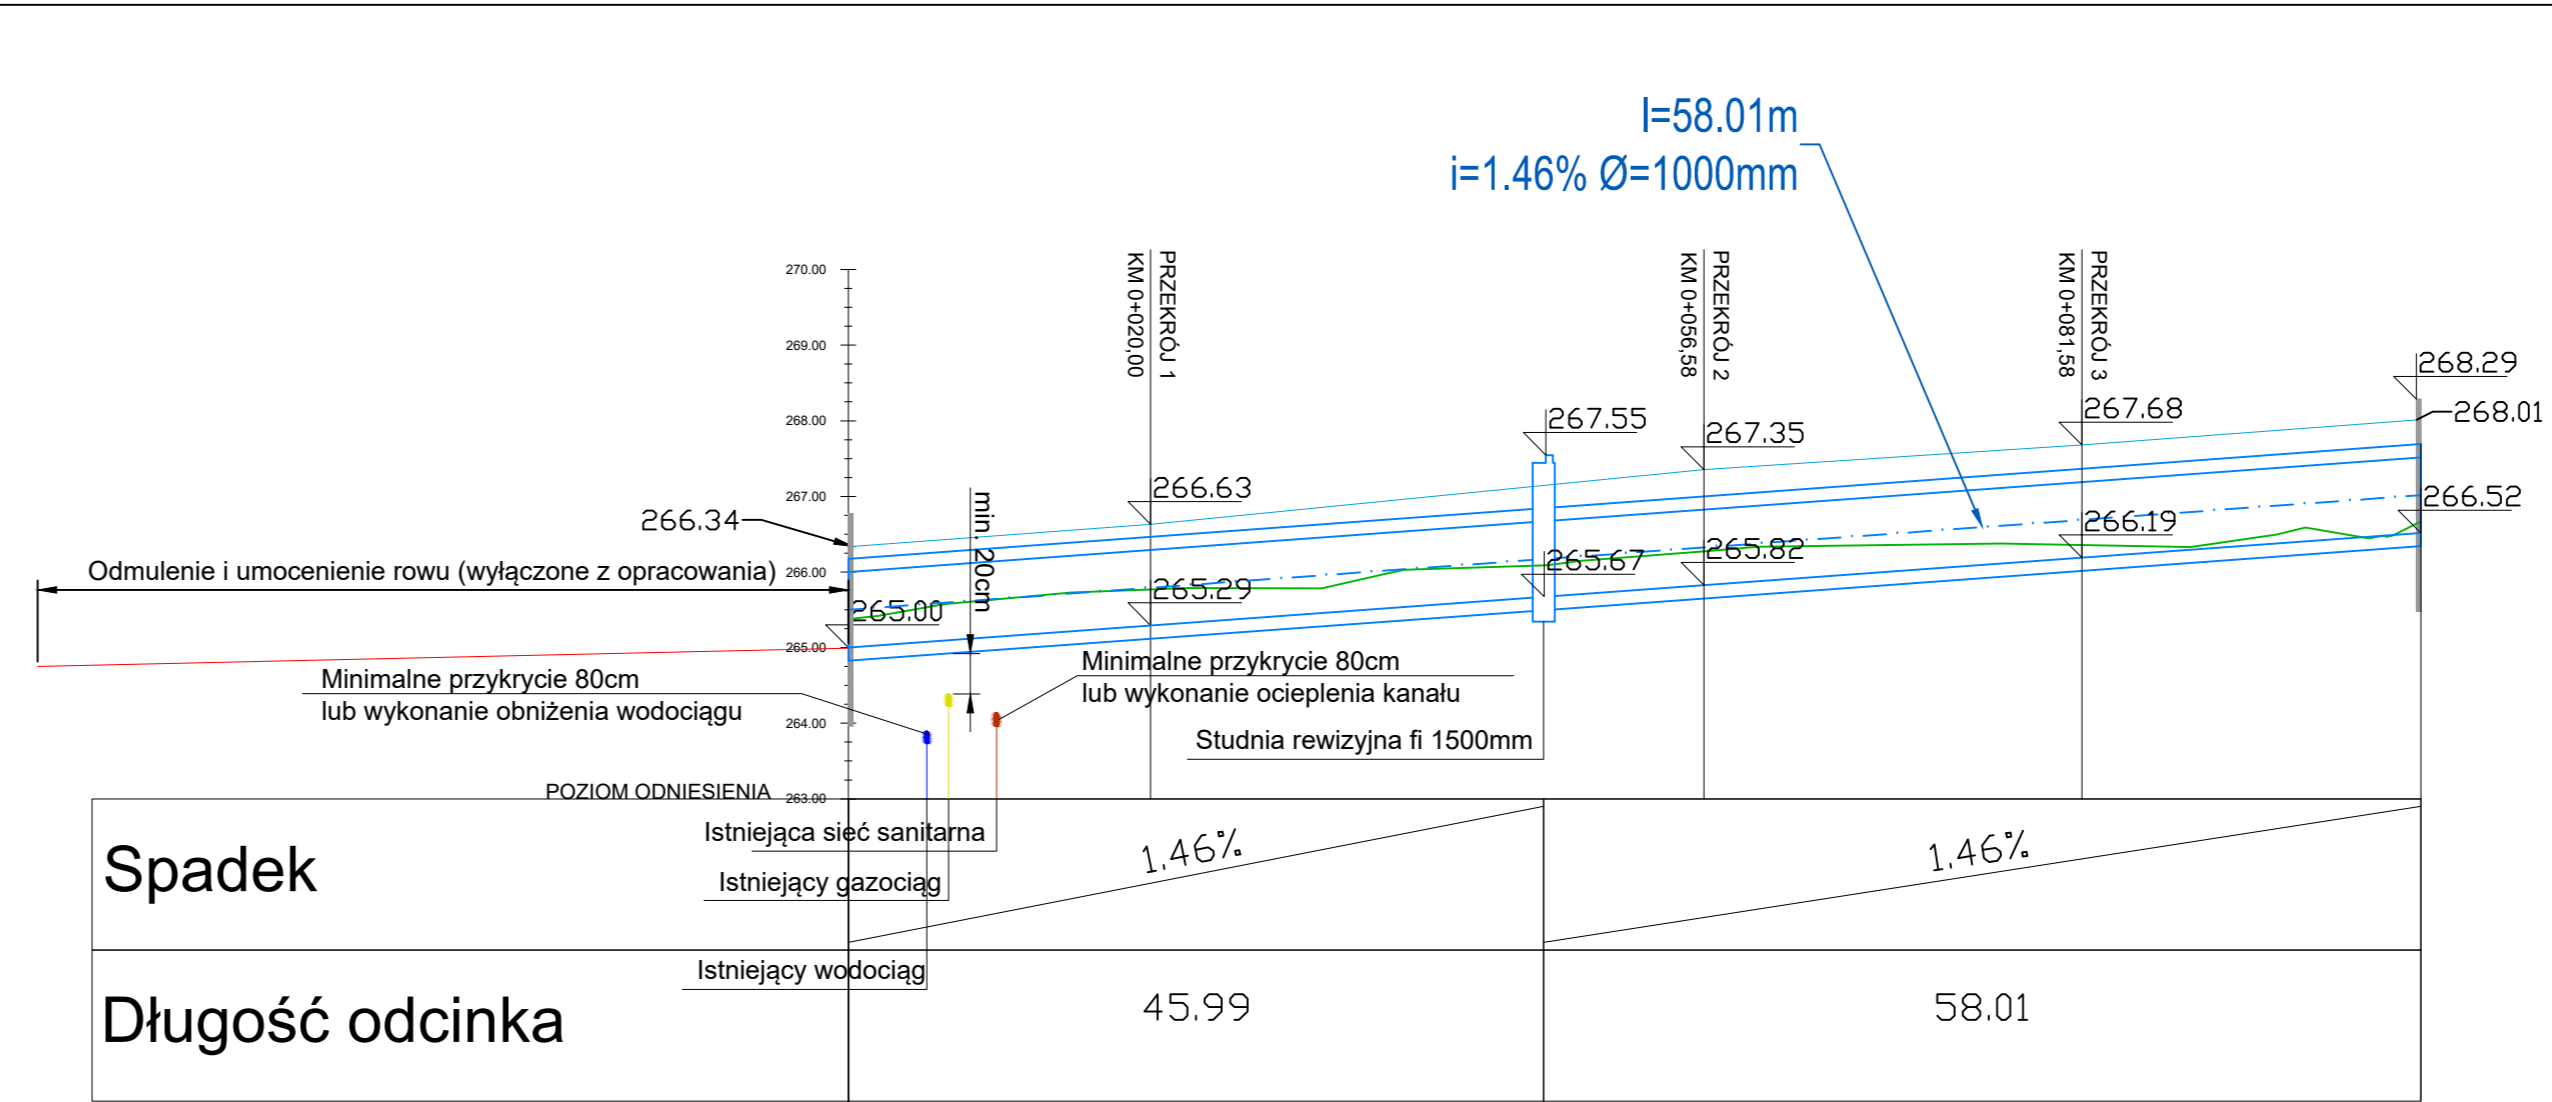 l=58.01m
i=1.46% Ø=1000mm
270.00
269.00
268.00
267.00
266.00
265.00
264.00
263.00
PRZEKRÓJ 1
KM 0+020,00
PRZEKRÓJ 2
KM 0+056,58
PRZEKRÓJ 3
KM 0+081,58
268.29
268.01
267.68
267.55
267.35
266.63
266.34
266.52
266.19
265.82
265.67
265.29
265.00
min. 20cm
Odmulenie i umocenienie rowu (wyłączone z opracowania)
Minimalne przykrycie 80cm
lub wykonanie obniżenia wodociągu
Minimalne przykrycie 80cm
lub wykonanie ocieplenia kanału
Studnia rewizyjna fi 1500mm
POZIOM ODNIESIENIA
Istniejąca sieć sanitarna
Istniejący gazociąg
Istniejący wodociąg
Spadek
1.46%
1.46%
Długość odcinka
45.99
58.01